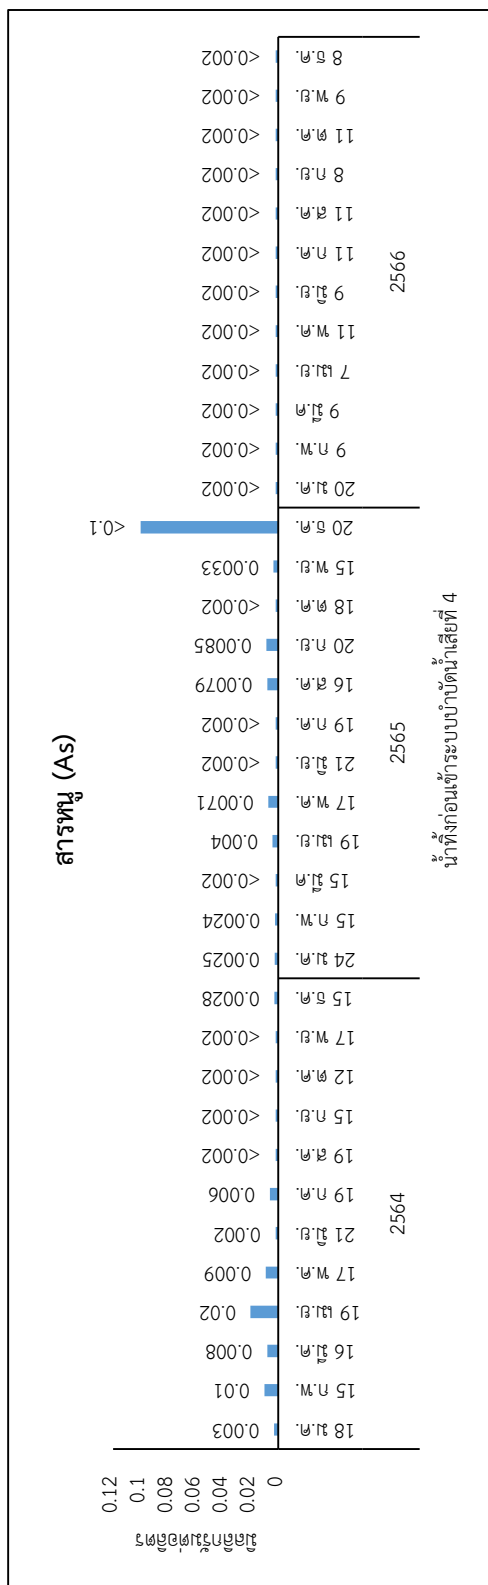 สารหนู (As)
มิลลิกรัมต่อลิตร
0.12
0.1
0.08
0.06
0.04
0.02
0
0.003
0.01
0.008
0.02
0.009
0.002
0.006
<0.002
<0.002
<0.002
<0.002
0.0028
0.0025
0.0024
<0.002
0.004
0.0071
<0.002
<0.002
0.0079
0.0085
<0.002
0.0033
<0.1
<0.002
<0.002
<0.002
<0.002
<0.002
<0.002
<0.002
<0.002
<0.002
<0.002
<0.002
<0.002
18 ม.ค
15 ก.พ.
16 มี.ค.
19 เม.ย.
17 พ.ค.
21 มิ.ย.
19 ก.ค.
19 ส.ค.
15 ก.ย.
12 ต.ค.
17 พ.ย.
15 ธ.ค.
24 ม.ค.
15 ก.พ.
15 มี.ค
19 เม.ย.
17 พ.ค.
21 มิ.ย.
19 ก.ค.
16 ส.ค.
20 ก.ย.
18 ต.ค.
15 พ.ย.
20 ธ.ค.
20 ม.ค.
9 ก.พ.
9 มี.ค
7 เม.ย.
11 พ.ค.
9 มิ.ย.
11 ก.ค.
11 ส.ค.
8 ก.ย.
11 ต.ค.
9 พ.ย.
8 ธ.ค.
2564
2565
2566
น้ำทิ้งก่อนเข้าระบบบำบัดน้ำเสียที่ 4